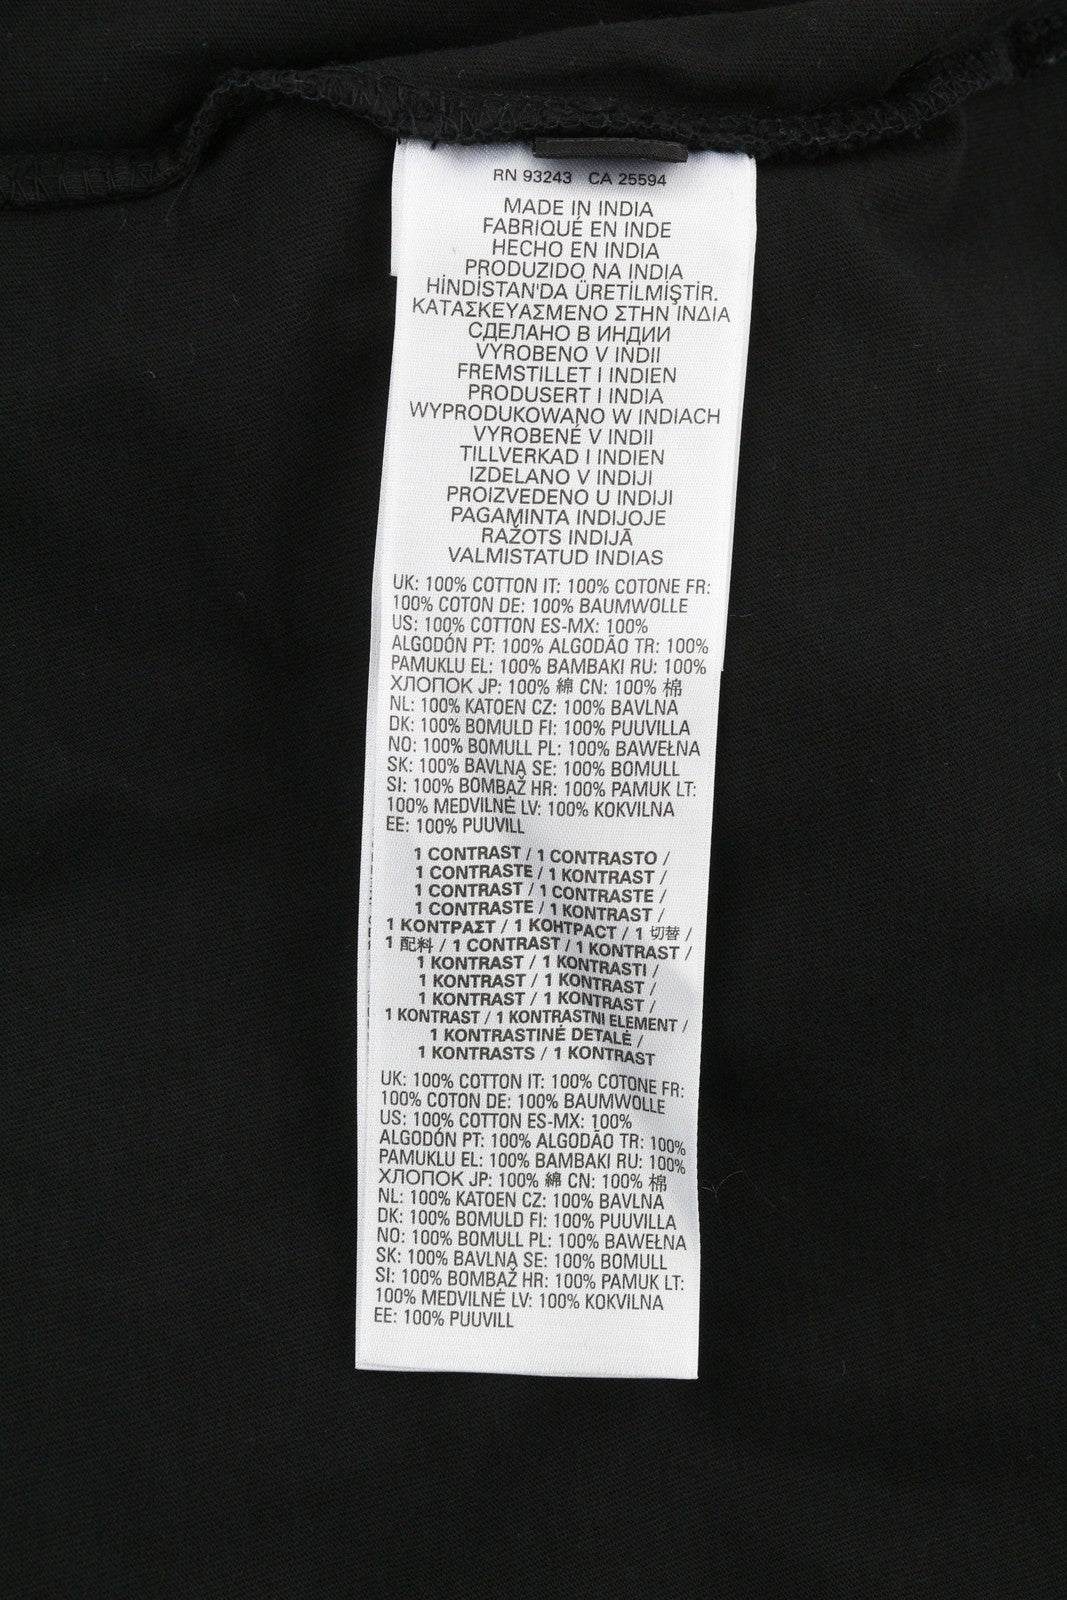 RN 93243 CA 25594
MADE IN INDIA
FABRIQUÉ EN INDE
HECHO EN INDIA
PRODUZIDO NA INDIA
HİNDİSTAN'DA ÜRETILMIŞTIR.
ΚΑΤΑΣΚΕΥΑΣΜΕΝΟ ΣΤΗΝ ΙΝΔΙΑ
СДЕЛАНО В ИНДИИ
VYROBENO V INDII
FREMSTILLET I INDIEN
PRODUSERT I INDIA
WYPRODUKOWANO W INDIACH
VYROBENÉ V INDII
TILLVERKAD I INDIEN
IZDELANO V INDIJI
PROIZVEDENO U INDIJI
PAGAMINTA INDIJOJE
RAŽOTS INDIJĀ
VALMISTATUD INDIAS
UK: 100% COTTON IT: 100% COTONE FR:
100% COTON DE: 100% BAUMWOLLE
US: 100% COTTON ES-MX: 100%
ALGODÓN PT: 100% ALGODÃO TR: 100%
PAMUKLU EL: 100% ΒΑΜΒΑΚΙ RU: 100%
ХЛОПОК JP: 100% 綿 CN: 100% 棉
NL: 100% KATOEN CZ: 100% BAVLNA
DK: 100% BOMULD FI: 100% PUUVILLA
NO: 100% BOMULL PL: 100% BAWEŁNA
SK: 100% BAVLNA SE: 100% BOMULL
SI: 100% BOMBAŽ HR: 100% PAMUK LT:
100% MEDVILNĖ LV: 100% KOKVILNA
EE: 100% PUUVILL
1 CONTRAST / 1 CONTRASTO /
1 CONTRASTE / 1 KONTRAST /
1 CONTRAST / 1 CONTRASTE /
1 CONTRASTE / 1 KONTRAST /
1 ΚΟΝΤΡΑΣΤ / 1 КОНТРАСТ / 1 切替 /
1 配料 / 1 CONTRAST / 1 KONTRAST /
1 KONTRAST / 1 KONTRASTI /
1 KONTRAST / 1 KONTRAST /
1 KONTRAST / 1 KONTRAST /
1 KONTRAST / 1 KONTRASTNI ELEMENT /
1 KONTRASTINĖ DETALĖ /
1 KONTRASTS / 1 KONTRAST
UK: 100% COTTON IT: 100% COTONE FR:
100% COTON DE: 100% BAUMWOLLE
US: 100% COTTON ES-MX: 100%
ALGODÓN PT: 100% ALGODÃO TR: 100%
PAMUKLU EL: 100% ΒΑΜΒΑΚΙ RU: 100%
ХЛОПОК JP: 100% 綿 CN: 100% 棉
NL: 100% KATOEN CZ: 100% BAVLNA
DK: 100% BOMULD FI: 100% PUUVILLA
NO: 100% BOMULL PL: 100% BAWEŁNA
SK: 100% BAVLNA SE: 100% BOMULL
SI: 100% BOMBAŽ HR: 100% PAMUK LT:
100% MEDVILNĖ LV: 100% KOKVILNA
EE: 100% PUUVILL